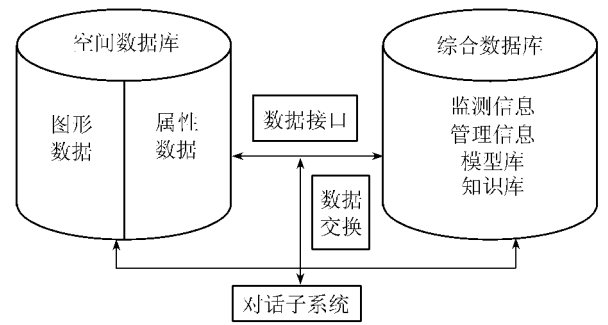 空间数据库
综合数据库
图形
数据
属性
数据
数据接口
监测信息
管理信息
模型库
知识库
数据
交换
对话子系统